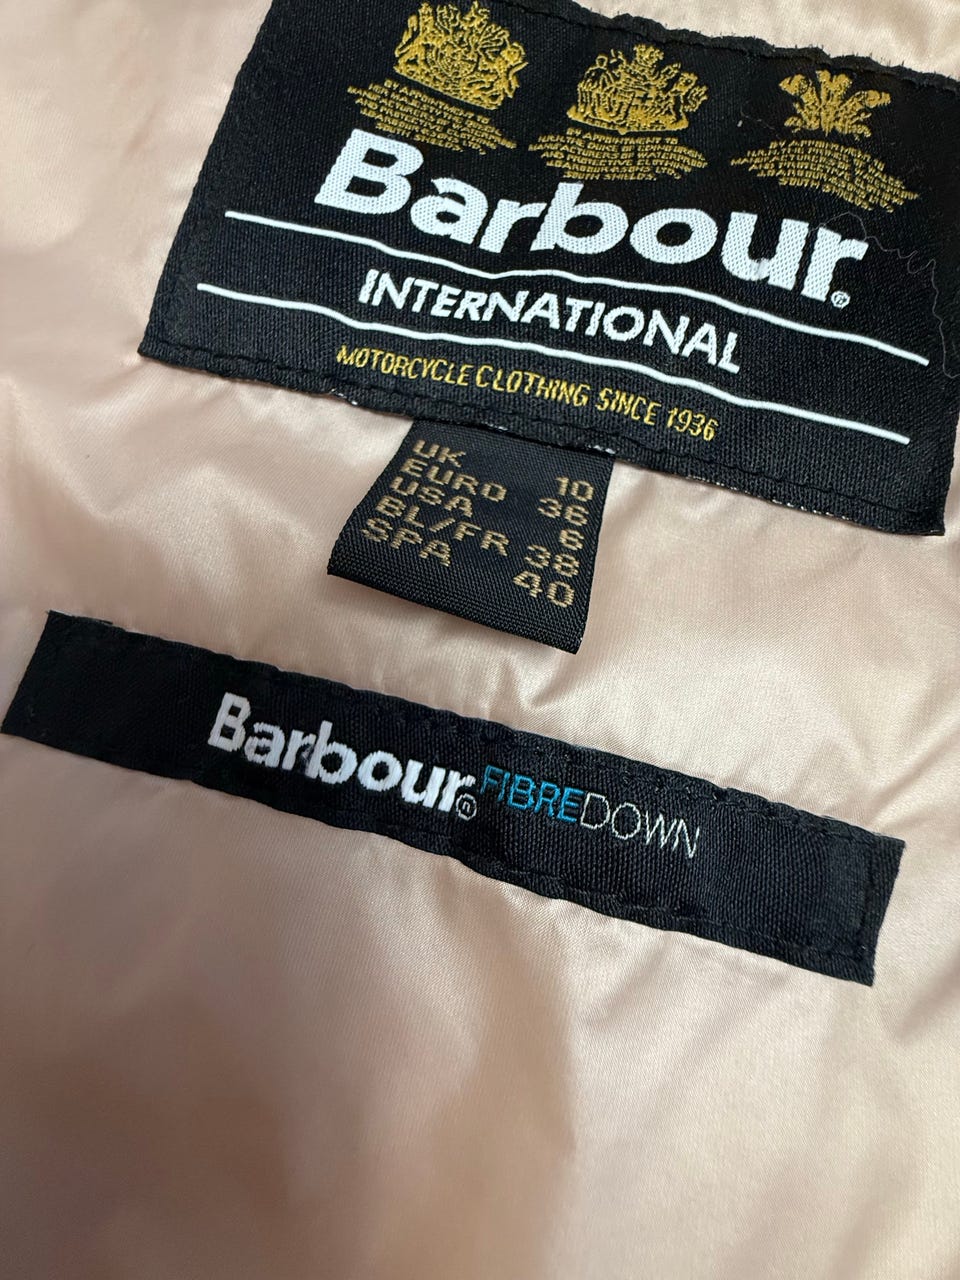 Barbour®
INTERNATIONAL
MOTORCYCLE CLOTHING SINCE 1936
UK 10
EURO 36
USA 6
BL/FR 38
SPA 40
Barbour® FIBREDOWN